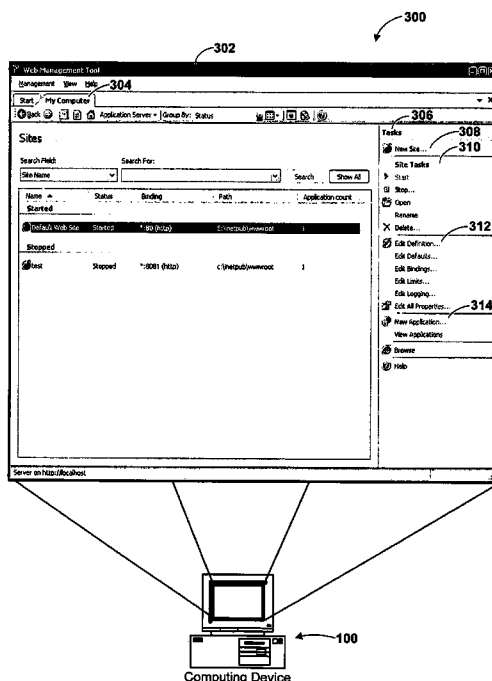 300
302
Web Management Tool
Management View Help
304
Start My Computer
Back Application Server Group By: Status
306
Tasks
308
New Site...
310
Sites
Site Tasks
Start
Stop...
Open
Rename
Delete...
Search Field: Search For:
Site Name Search Show All
Name Status Binding Path Application count
Started
Default Web Site Started *:80 (http) 1
Stopped
test Stopped *:8081 (http) 1
312
Edit Definition...
Edit Defaults...
Edit Bindings...
Edit Limits...
Edit Logging...
Edit All Properties...
314
New Application...
View Applications
Browse
Help
Server on http://localhost
100
Computing Device